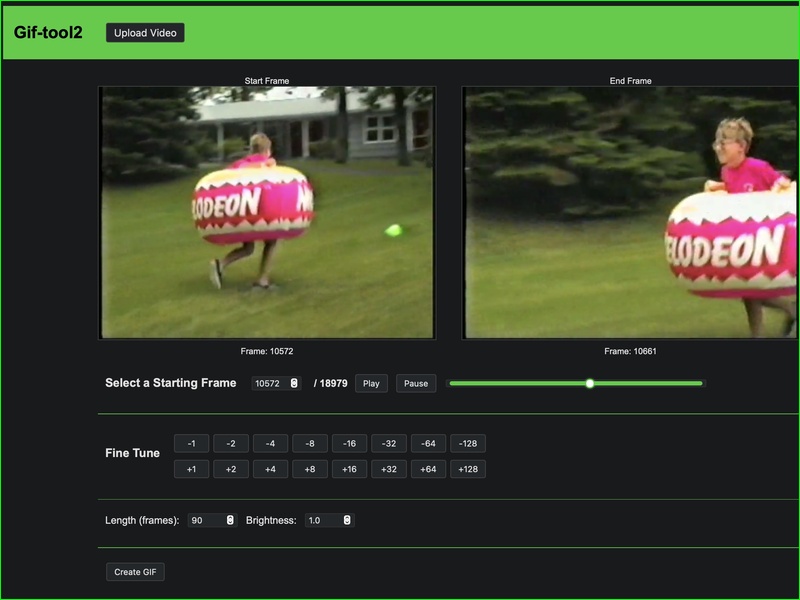 Gif-tool2 Upload Video
Start Frame End Frame
LODEON N
ELODEON
Frame: 10572 Frame: 10661
Select a Starting Frame 10572 / 18979 Play Pause
-1 -2 -4 -8 -16 -32 -64 -128
Fine Tune
+1 +2 +4 +8 +16 +32 +64 +128
Length (frames): 90 Brightness: 1.0
Create GIF